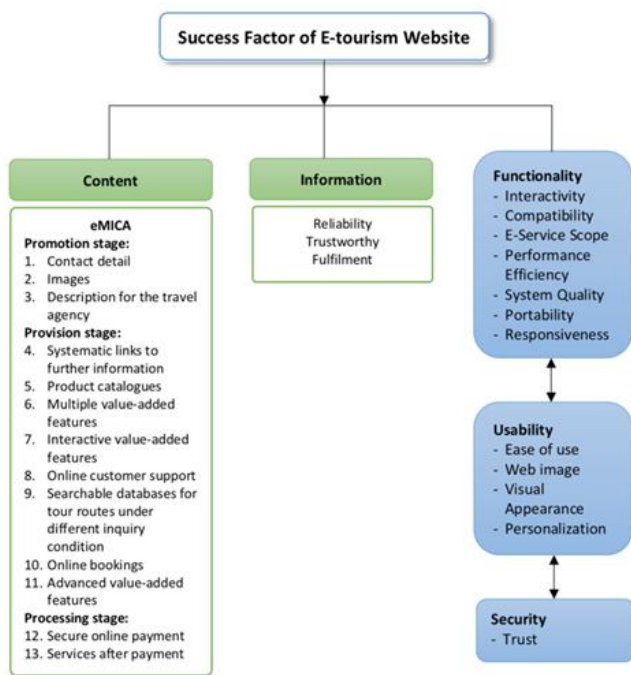 Success Factor of E-tourism Website
Content
eMICA
Promotion stage:
1. Contact detail
2. Images
3. Description for the travel
agency
Provision stage:
4. Systematic links to
further information
5. Product catalogues
6. Multiple value-added
features
7. Interactive value-added
features
8. Online customer support
9. Searchable databases for
tour routes under
different inquiry
condition
10. Online bookings
11. Advanced value-added
features
Processing stage:
12. Secure online payment
13. Services after payment
Information
Reliability
Trustworthy
Fulfilment
Functionality
- Interactivity
- Compatibility
- E-Service Scope
- Performance
Efficiency
- System Quality
- Portability
- Responsiveness
Usability
- Ease of use
- Web image
- Visual
Appearance
- Personalization
Security
- Trust